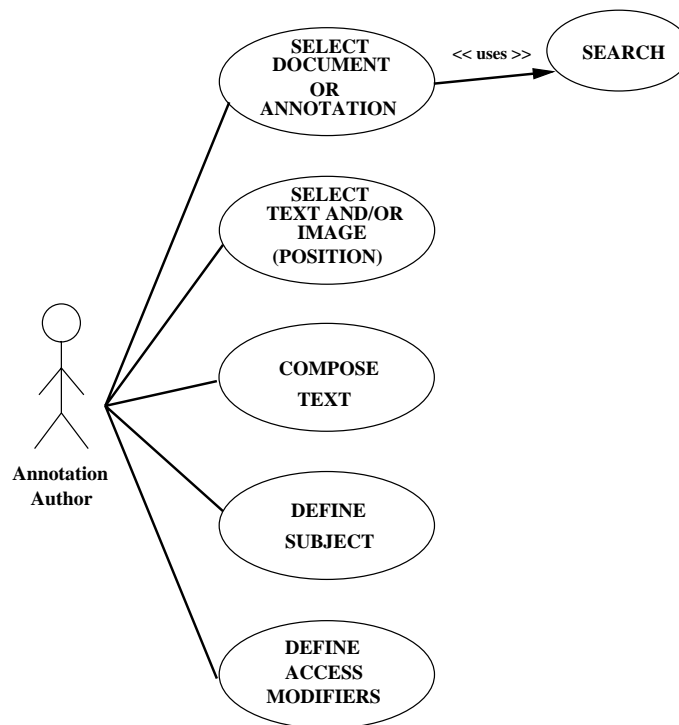 SELECT
DOCUMENT
OR
ANNOTATION
<< uses >>
SEARCH
SELECT
TEXT AND/OR
IMAGE
(POSITION)
COMPOSE
TEXT
Annotation
Author
DEFINE
SUBJECT
DEFINE
ACCESS
MODIFIERS